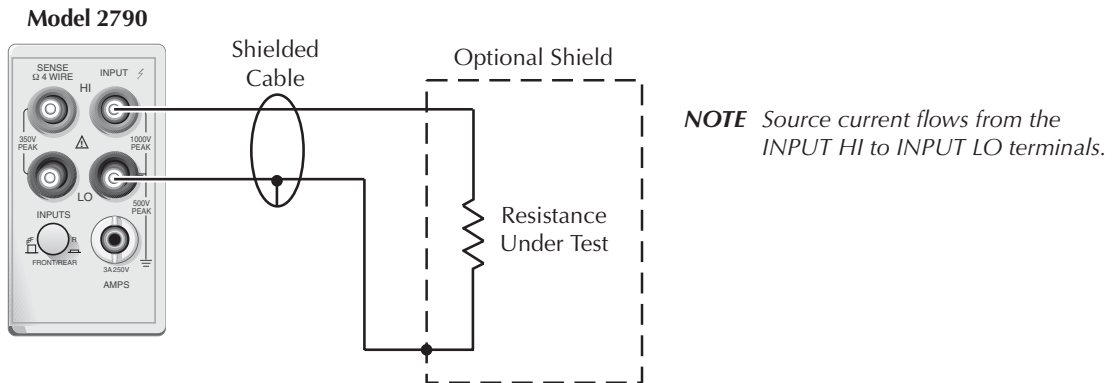 Model 2790
Shielded
Cable
Optional Shield
SENSE
Ω 4 WIRE
INPUT
HI
350V
PEAK
1000V
PEAK
LO
500V
PEAK
INPUTS
F
R
FRONT/REAR
3A 250V
AMPS
Resistance
Under Test
NOTE Source current flows from the
INPUT HI to INPUT LO terminals.